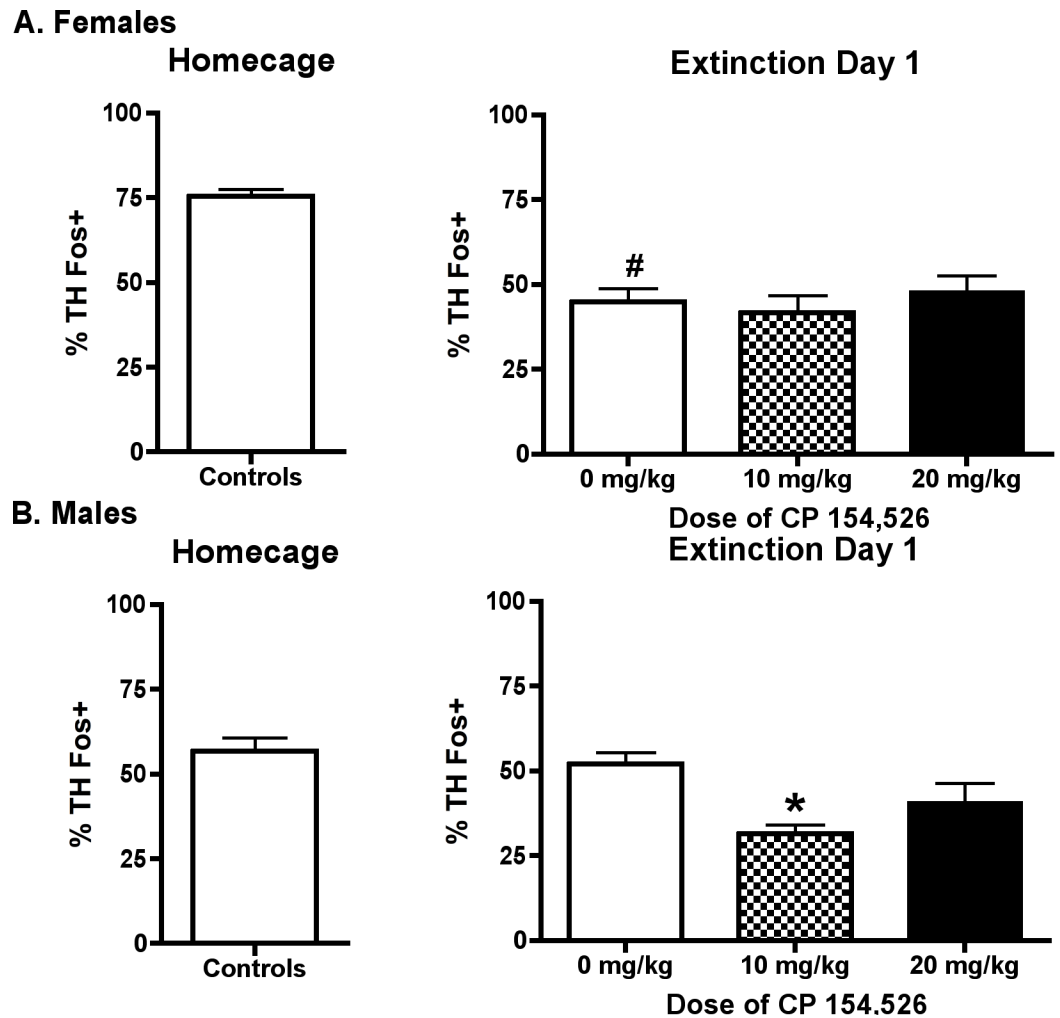 A. Females
Homecage
Extinction Day 1
100
75
50
25
0
% TH Fos+
Controls
100
75
50
25
0
% TH Fos+
#
0 mg/kg
10 mg/kg
20 mg/kg
Dose of CP 154,526
B. Males
Homecage
Extinction Day 1
100
75
50
25
0
% TH Fos+
Controls
100
75
50
25
0
% TH Fos+
*
0 mg/kg
10 mg/kg
20 mg/kg
Dose of CP 154,526